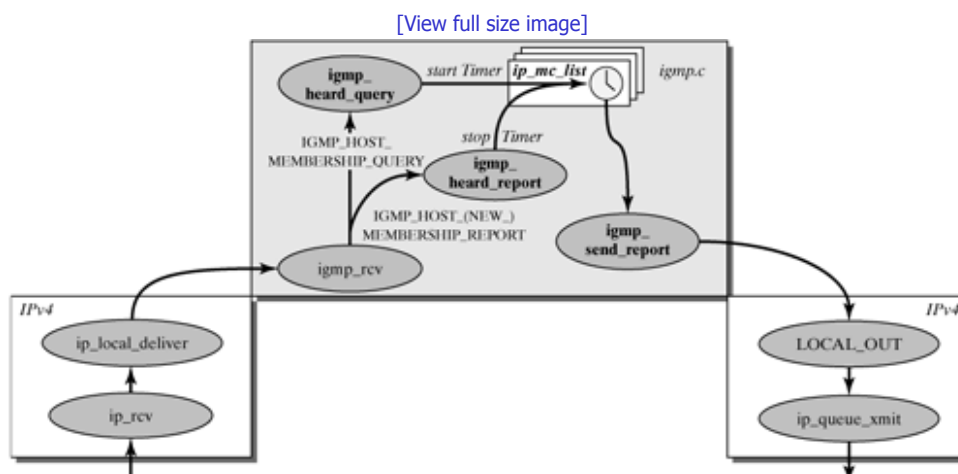 [View full size image]
igmp_
heard_query
start Timer
ip_mc_list
igmp.c
IGMP_HOST_
MEMBERSHIP_QUERY
stop Timer
igmp_
heard_report
IGMP_HOST_(NEW_)
MEMBERSHIP_REPORT
igmp_
send_report
igmp_rcv
IPv4
IPv4
ip_local_deliver
LOCAL_OUT
ip_rcv
ip_queue_xmit